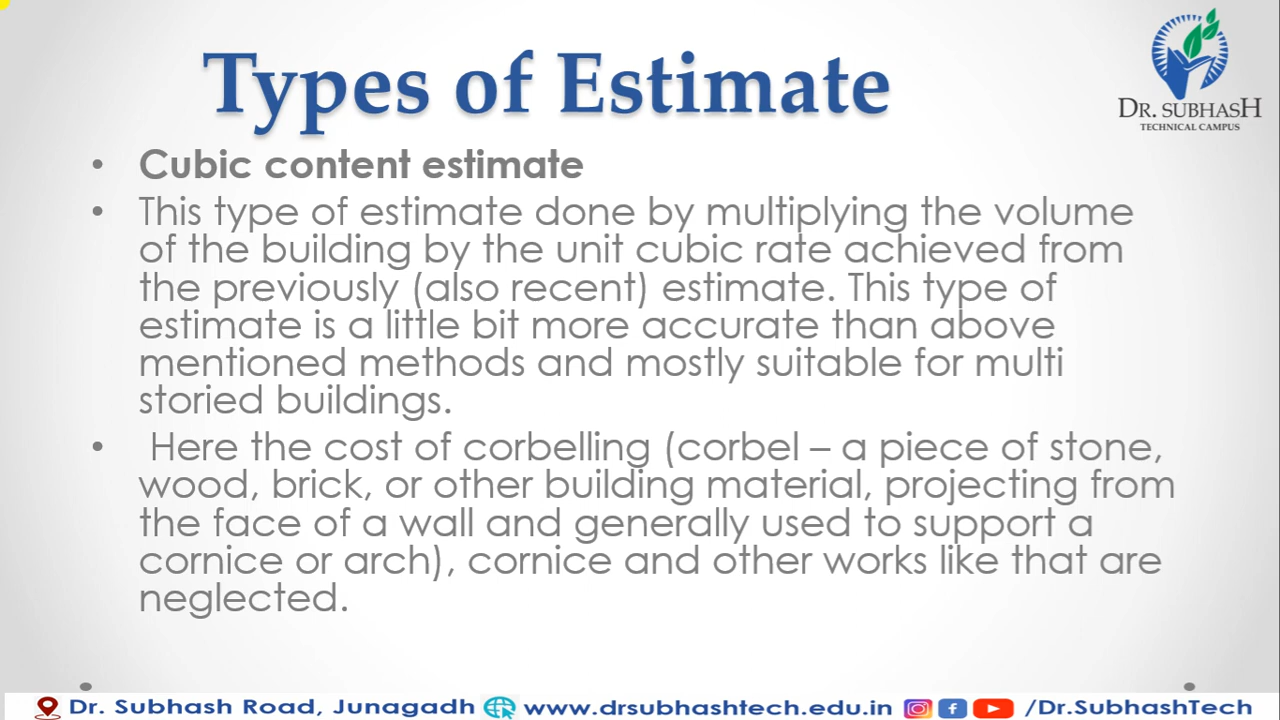 Types of Estimate
DR. SUBHASH
TECHNICAL CAMPUS
• Cubic content estimate
• This type of estimate done by multiplying the volume
of the building by the unit cubic rate achieved from
the previously (also recent) estimate. This type of
estimate is a little bit more accurate than above
mentioned methods and mostly suitable for multi
storied buildings.
• Here the cost of corbelling (corbel – a piece of stone,
wood, brick, or other building material, projecting from
the face of a wall and generally used to support a
cornice or arch), cornice and other works like that are
neglected.
Dr. Subhash Road, Junagadh www.drsubhashtech.edu.in /Dr.SubhashTech